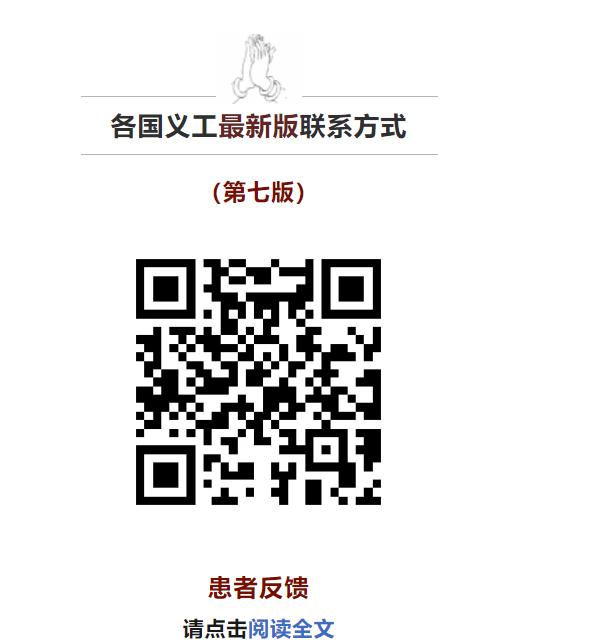 各国义工最新版联系方式
（第七版）
患者反馈
请点击阅读全文